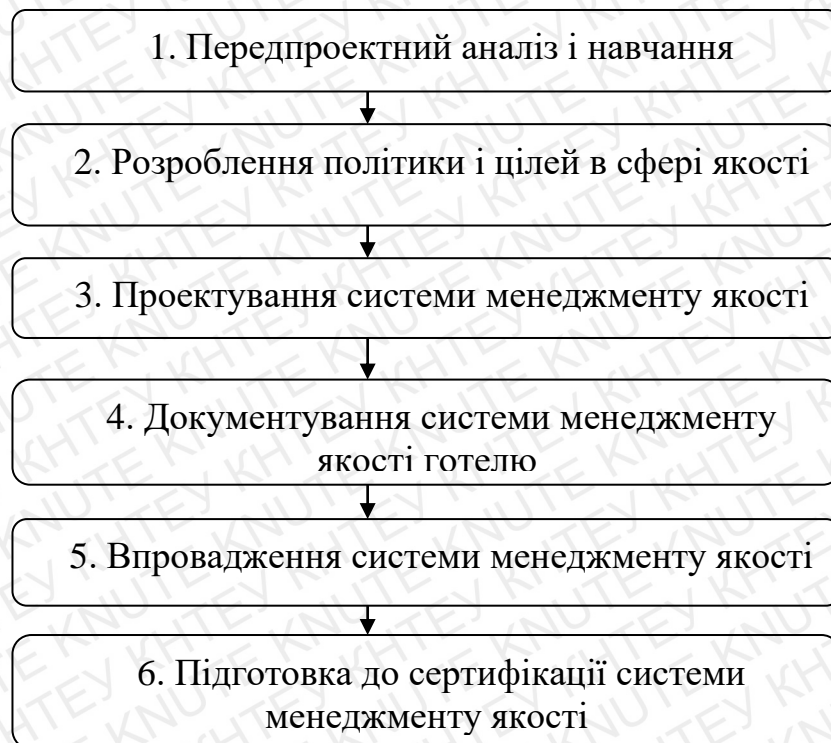 1. Передпроектний аналіз і навчання
2. Розроблення політики і цілей в сфері якості
3. Проектування системи менеджменту якості
4. Документування системи менеджменту
якості готелю
5. Впровадження системи менеджменту якості
6. Підготовка до сертифікації системи
менеджменту якості